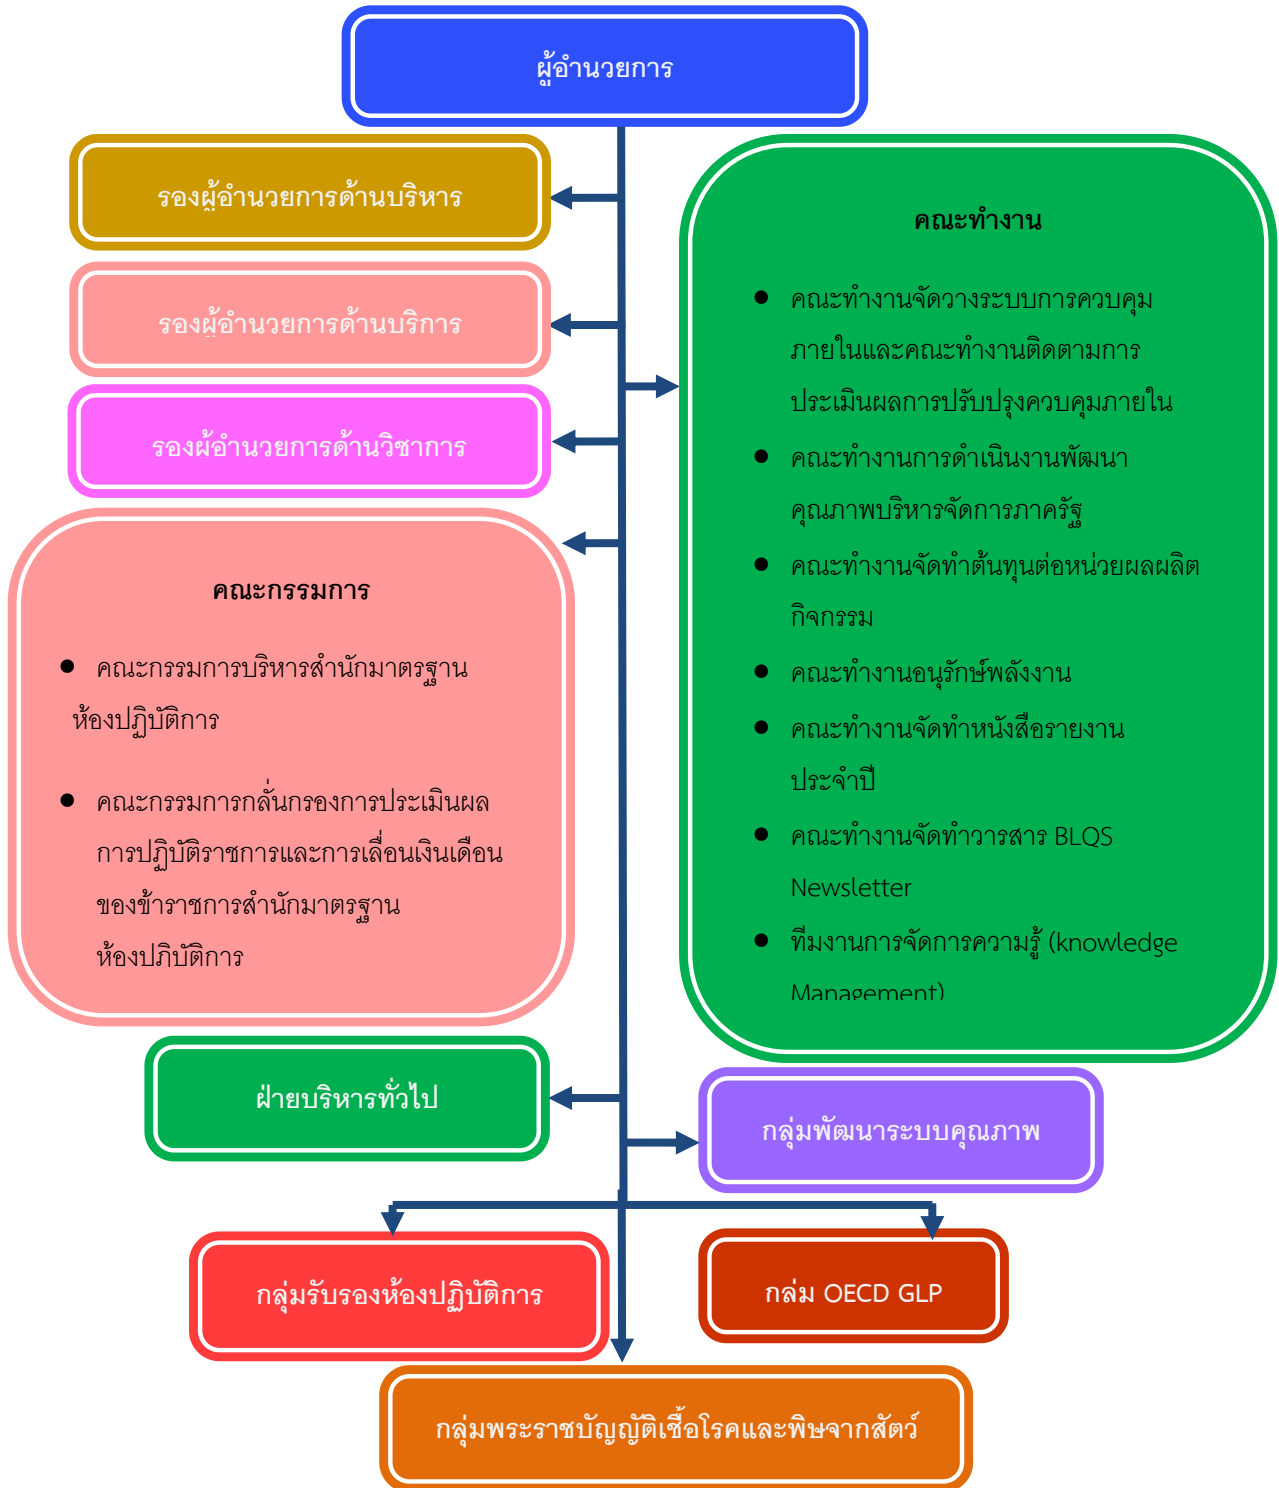 ผู้อำนวยการ
รองผู้อำนวยการด้านบริหาร
รองผู้อำนวยการด้านบริการ
รองผู้อำนวยการด้านวิชาการ
คณะกรรมการ
● คณะกรรมการบริหารสำนักมาตรฐาน
ห้องปฏิบัติการ
● คณะกรรมการกลั่นกรองการประเมินผล
การปฏิบัติราชการและการเลื่อนเงินเดือน
ของข้าราชการสำนักมาตรฐาน
ห้องปภิบัติการ
คณะทำงาน
● คณะทำงานจัดวางระบบการควบคุม
ภายในและคณะทำงานติดตามการ
ประเมินผลการปรับปรุงควบคุมภายใน
● คณะทำงานการดำเนินงานพัฒนา
คุณภาพบริหารจัดการภาครัฐ
● คณะทำงานจัดทำต้นทุนต่อหน่วยผลผลิต
กิจกรรม
● คณะทำงานอนุรักษ์พลังงาน
● คณะทำงานจัดทำหนังสือรายงาน
ประจำปี
● คณะทำงานจัดทำวารสาร BLQS
Newsletter
● ทีมงานการจัดการความรู้ (knowledge
Management)
ฝ่ายบริหารทั่วไป
กลุ่มพัฒนาระบบคุณภาพ
กลุ่มรับรองห้องปฏิบัติการ
กลุ่ม OECD GLP
กลุ่มพระราชบัญญัติเชื้อโรคและพิษจากสัตว์